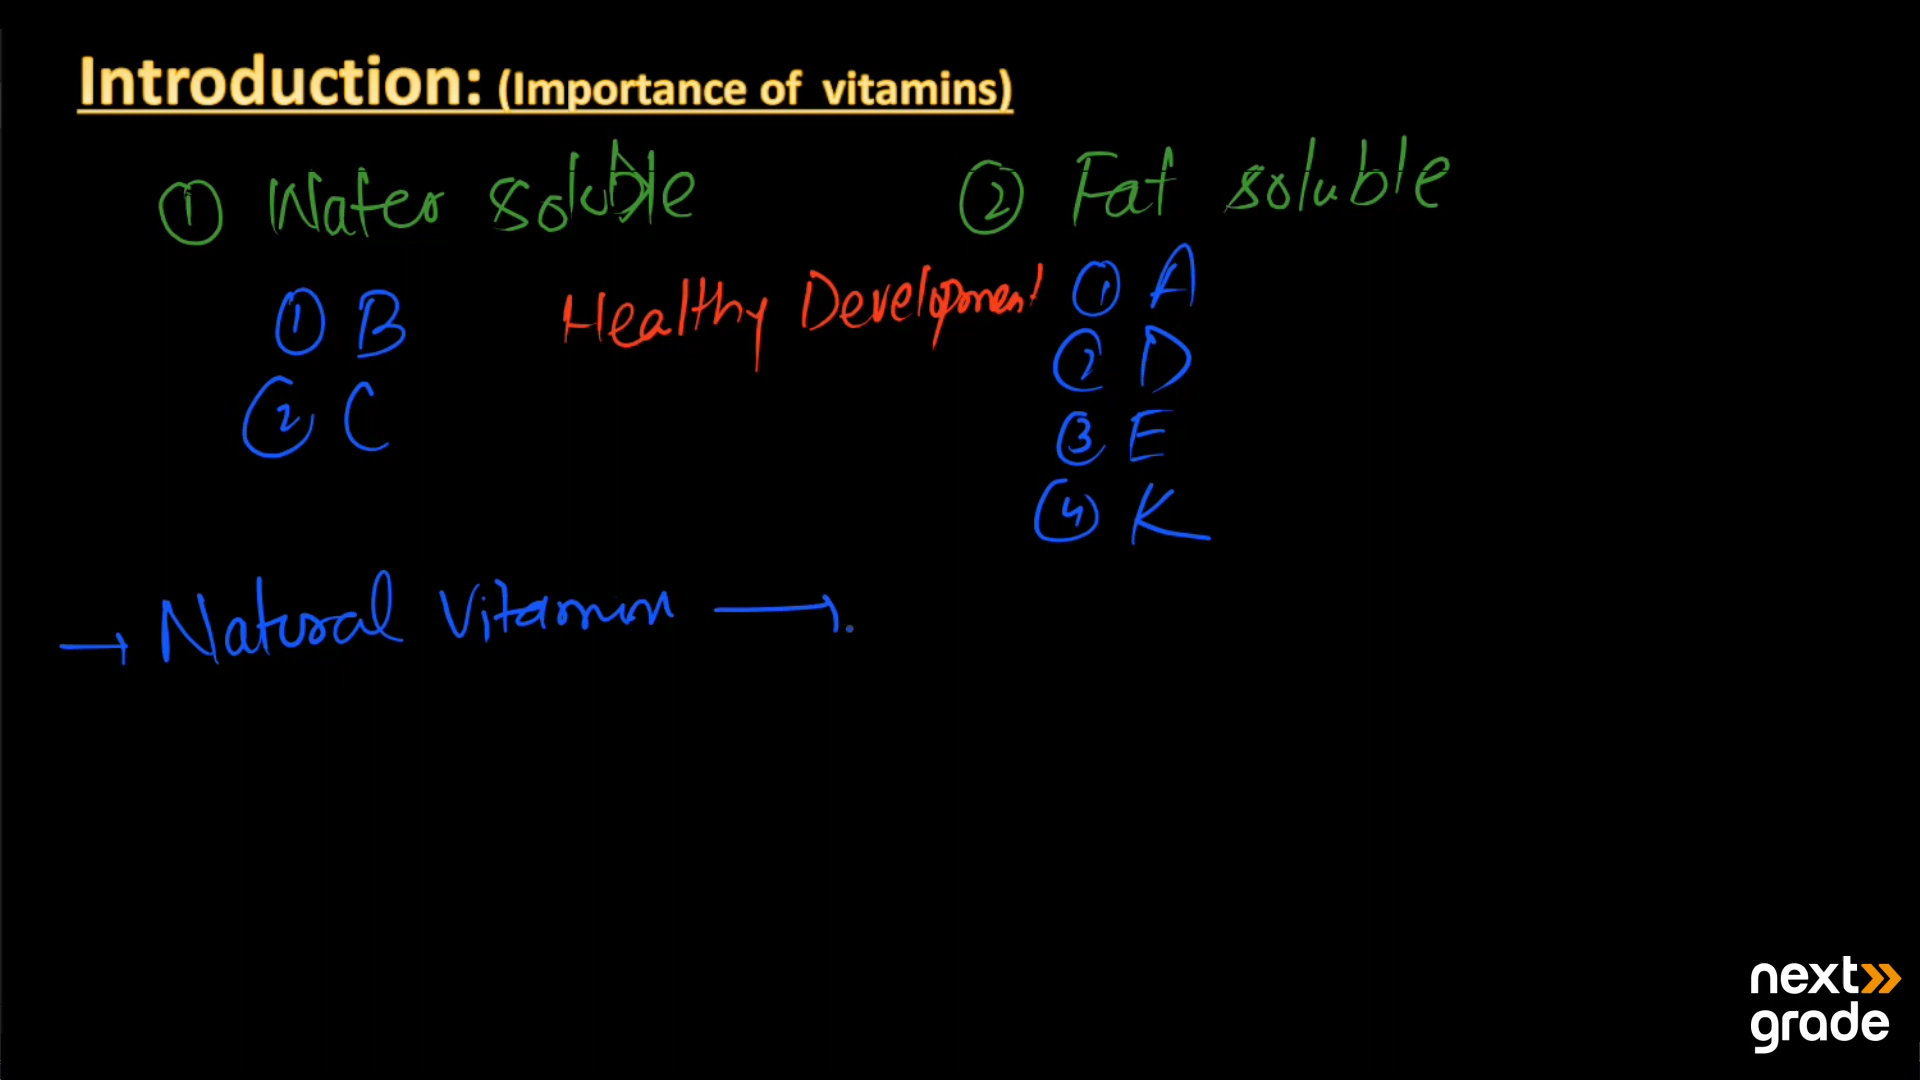 Introduction: (Importance of vitamins)
① Water soluble
② Fat soluble
① B
② C
Healthy Development
① A
② D
③ E
④ K
→ Natural Vitamin →
next
grade